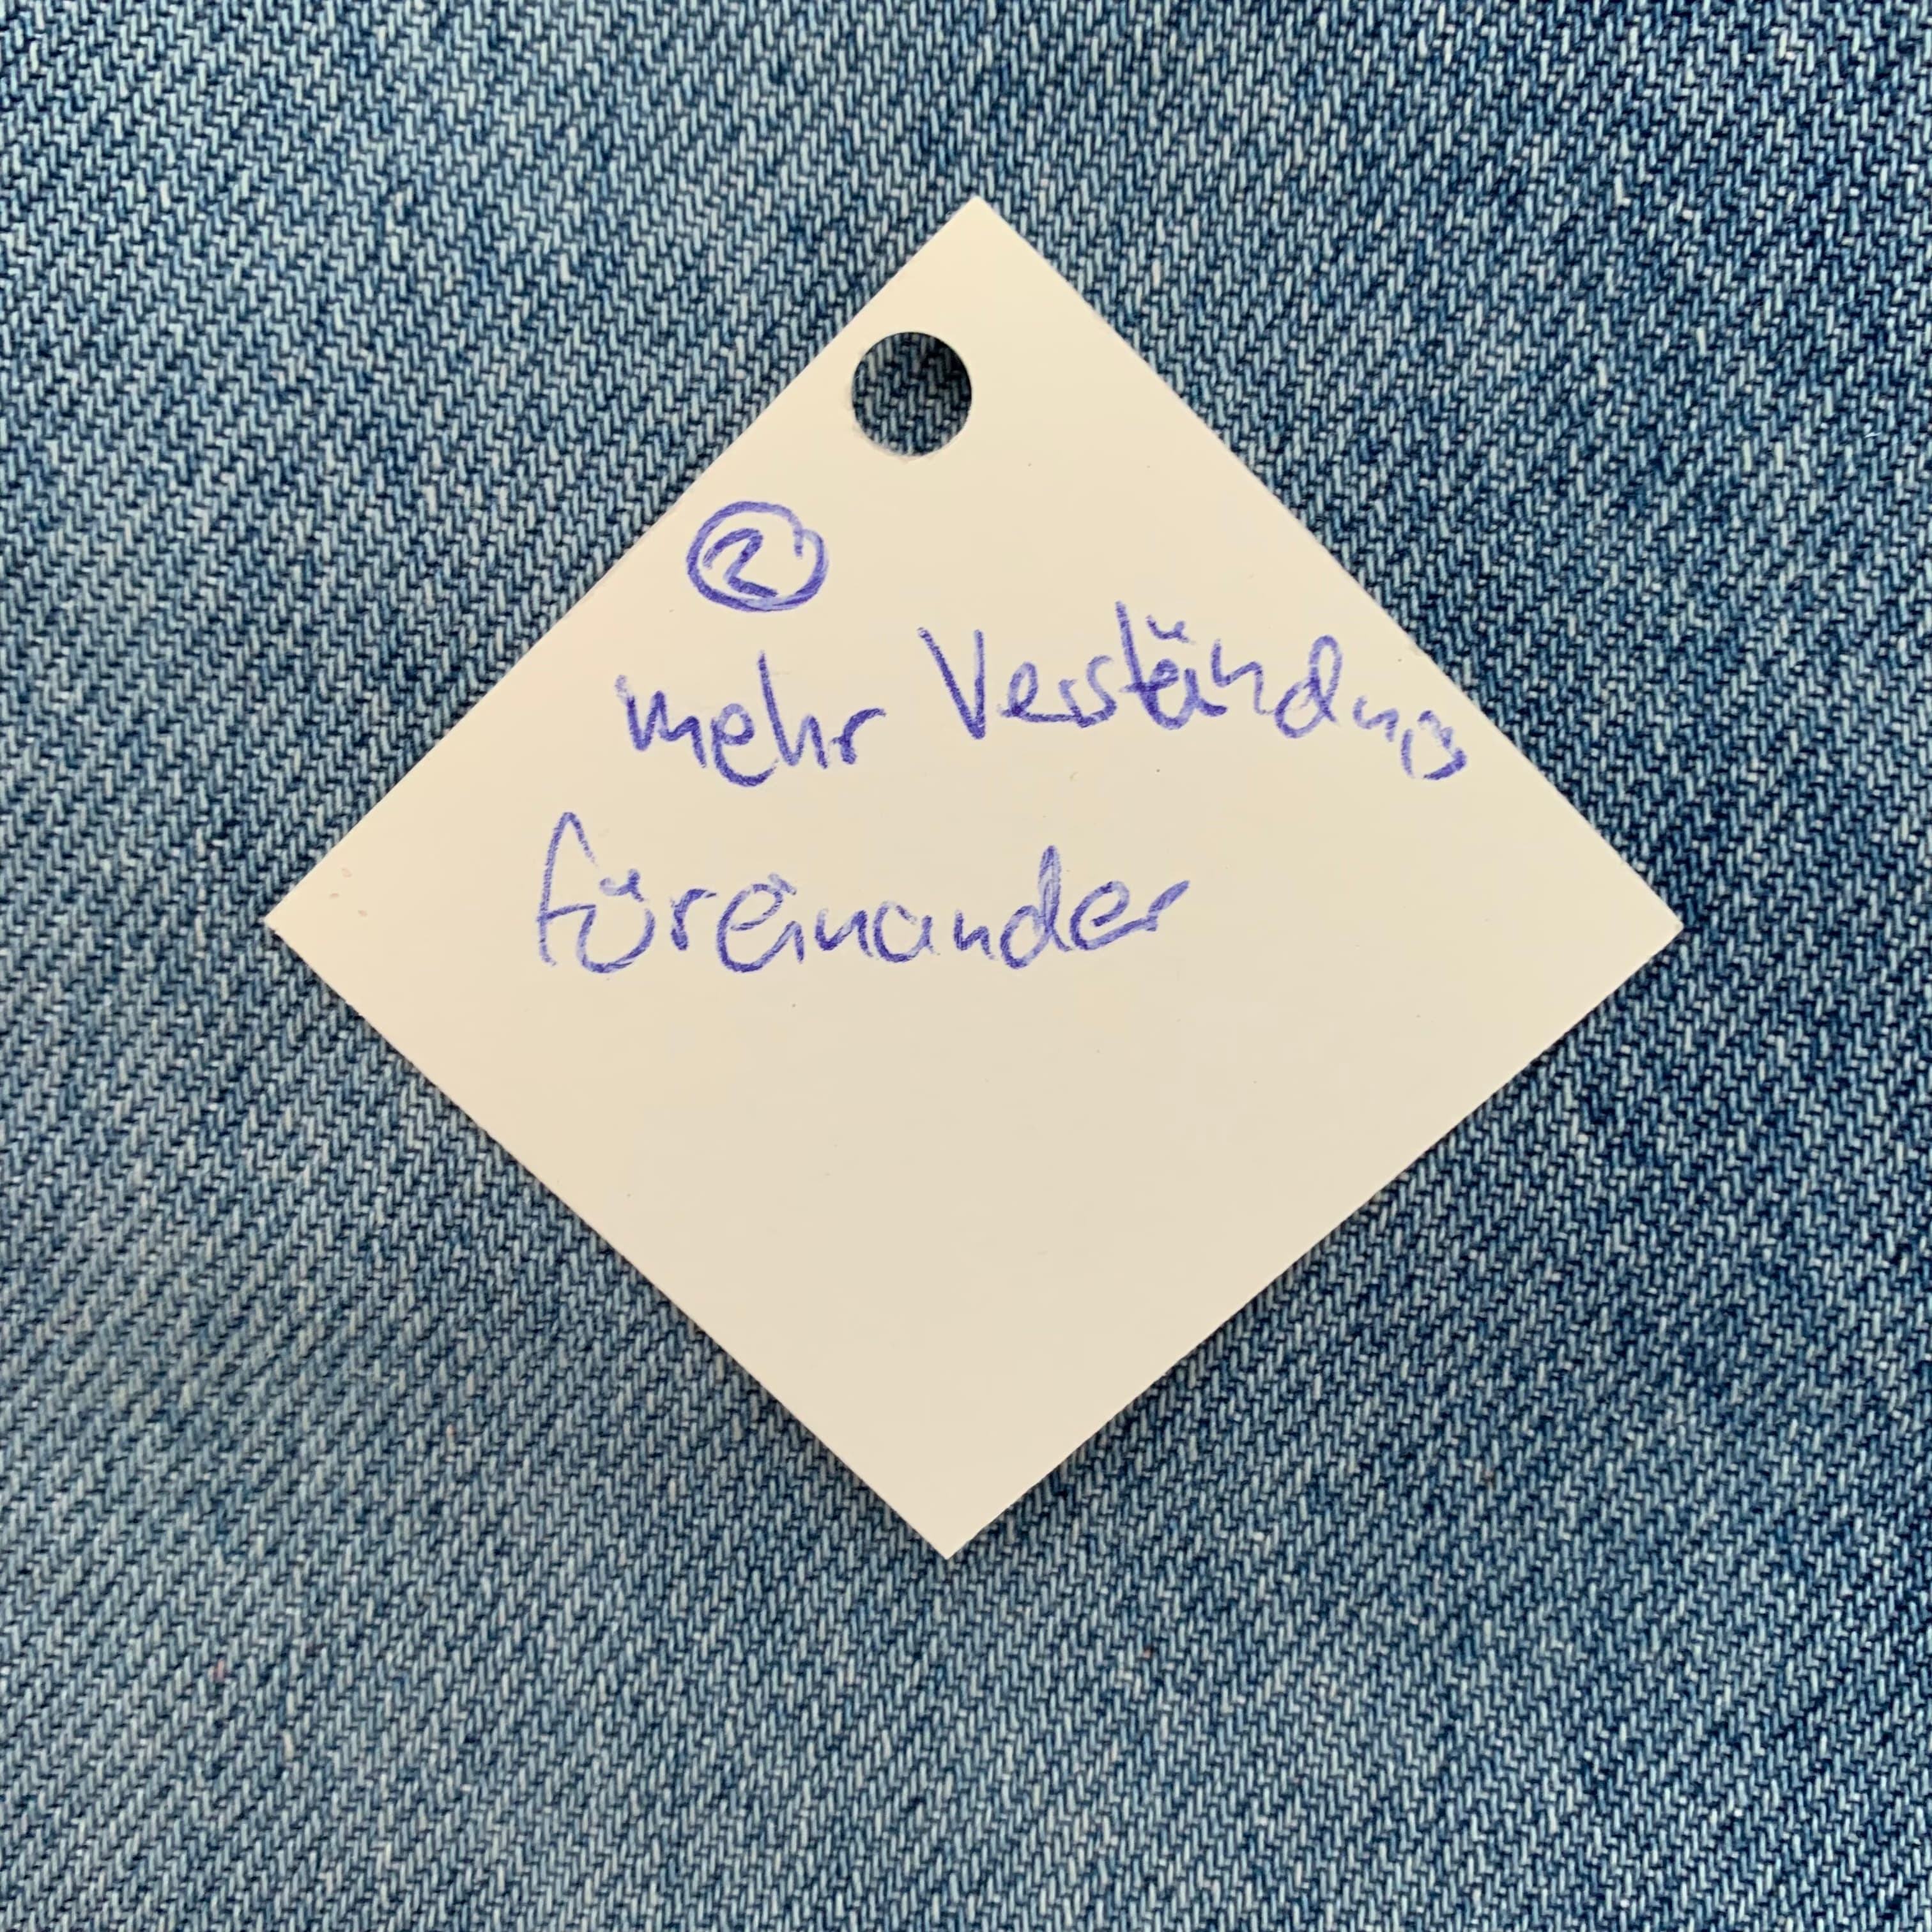 2
mehr Verständnis
füreinander